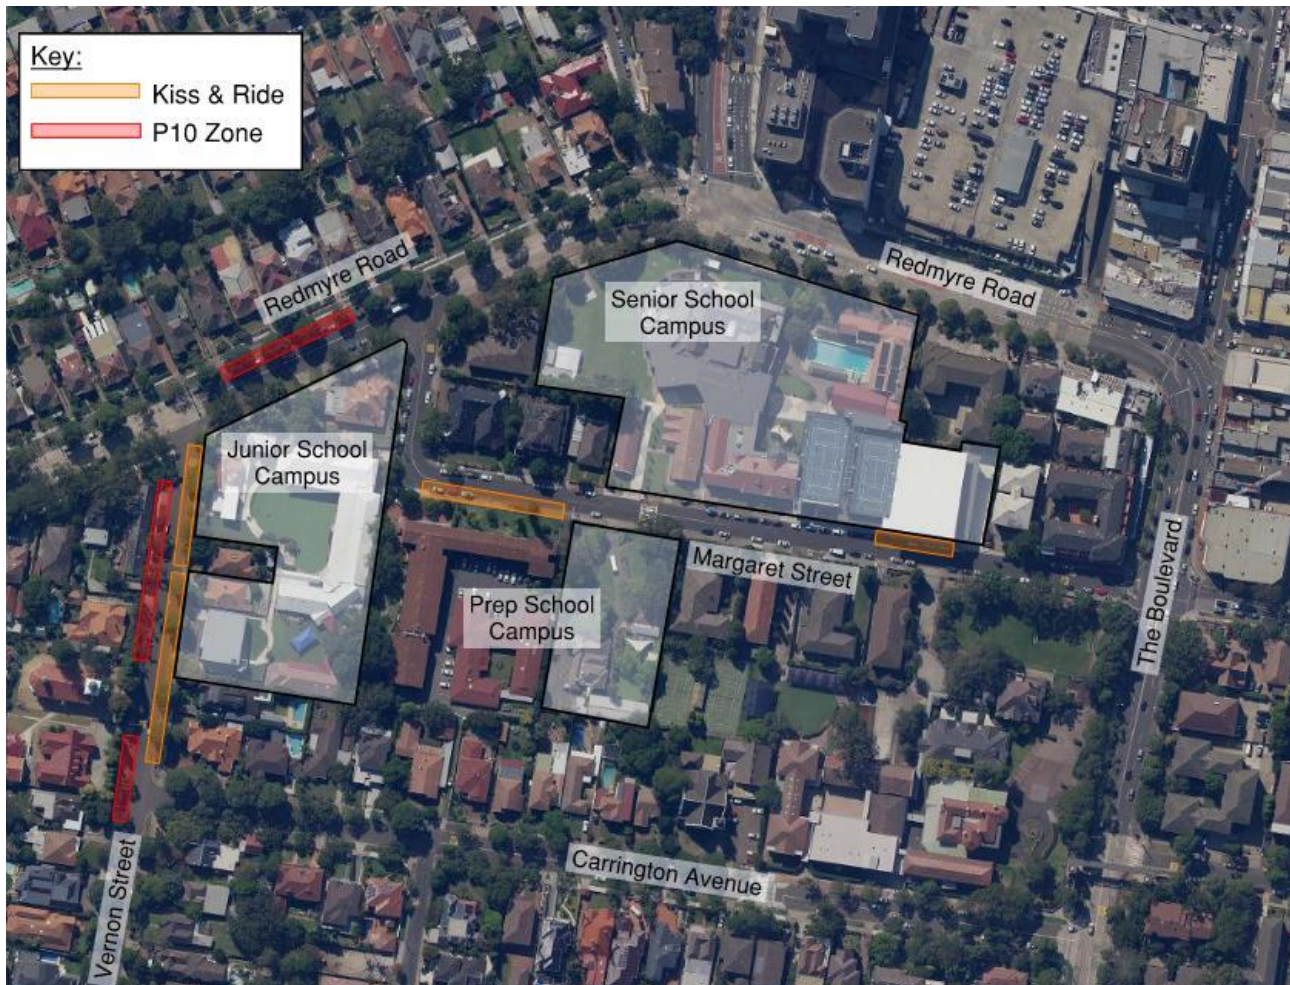 Key:
Kiss & Ride
P10 Zone
Redmyre Road
Redmyre Road
Senior School
Campus
Junior School
Campus
Margaret Street
Prep School
Campus
The Boulevard
Carrington Avenue
Vernon Street